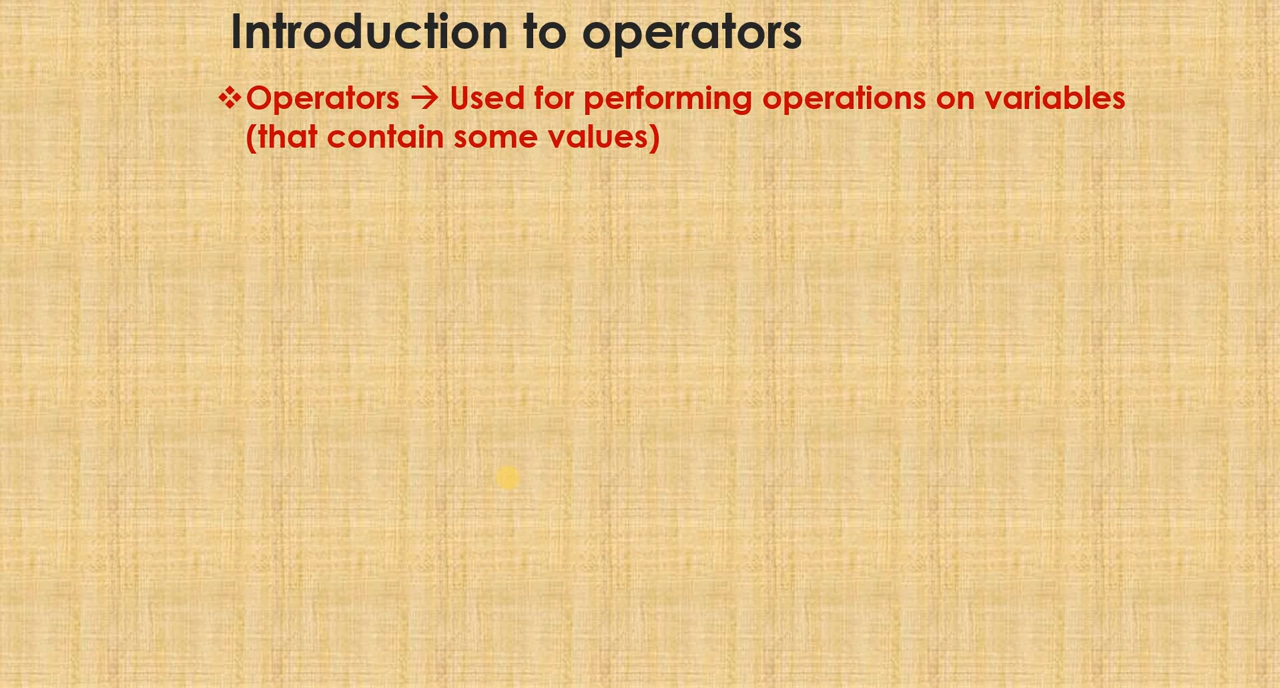 Introduction to operators
❖Operators → Used for performing operations on variables
(that contain some values)